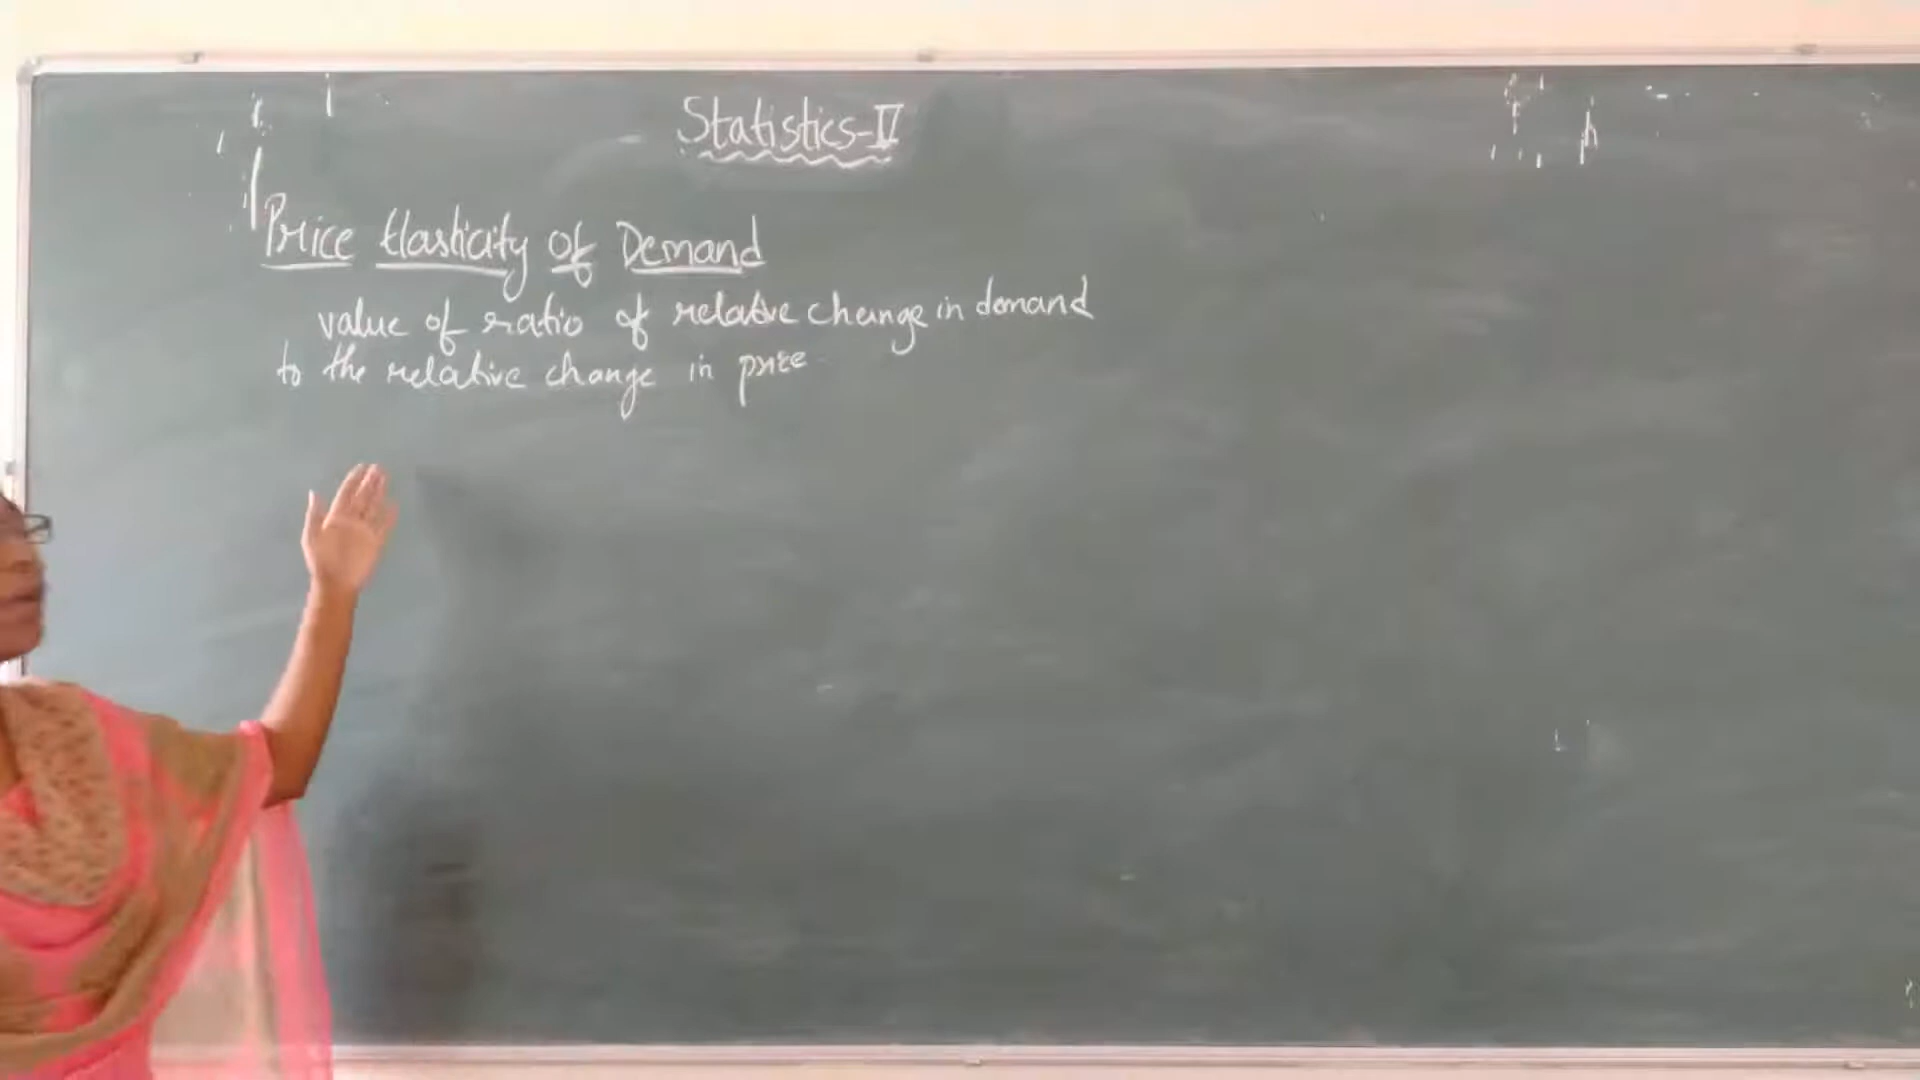 Statistics-IV
Price Elasticity of Demand
value of ratio of relative change in demand
to the relative change in price